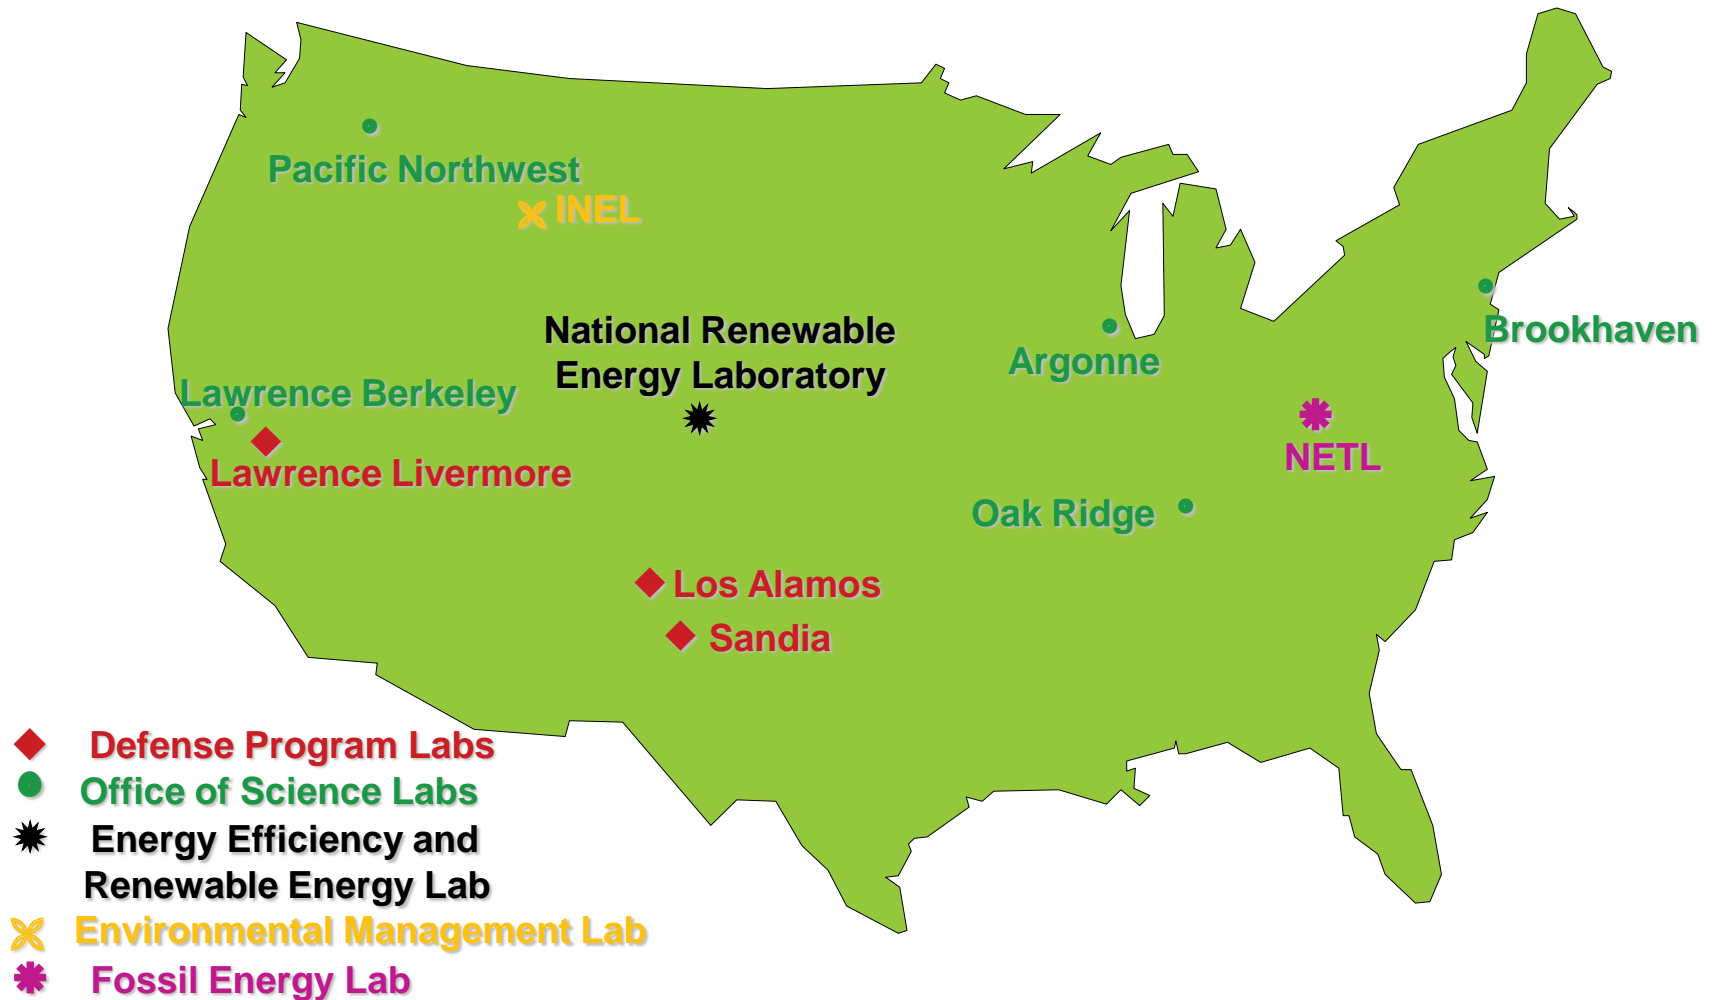 Pacific Northwest
INEL
National Renewable
Energy Laboratory
Argonne
Brookhaven
Lawrence Berkeley
Lawrence Livermore
NETL
Oak Ridge
Los Alamos
Sandia
Defense Program Labs
Office of Science Labs
Energy Efficiency and
Renewable Energy Lab
Environmental Management Lab
Fossil Energy Lab